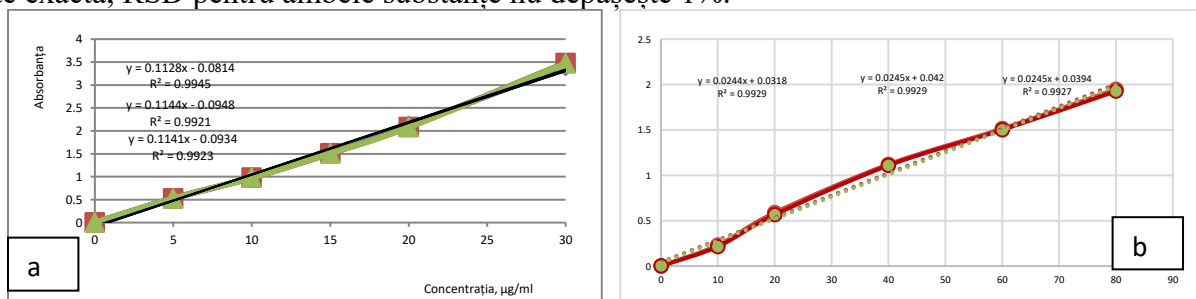 e exactă, RSD pentru ambele substanțe nu depășește 1%.
Absorbanța
4
3.5
3
2.5
2
1.5
1
0.5
0
y = 0.1128x - 0.0814
R² = 0.9945
y = 0.1144x - 0.0948
R² = 0.9921
y = 0.1141x - 0.0934
R² = 0.9923
0 5 10 15 20 25 30
Concentrația, µg/ml
a
2.5
2
1.5
1
0.5
0
y = 0.0244x + 0.0318
R² = 0.9929
y = 0.0245x + 0.042
R² = 0.9929
y = 0.0245x + 0.0394
R² = 0.9927
0 10 20 30 40 50 60 70 80 90
b